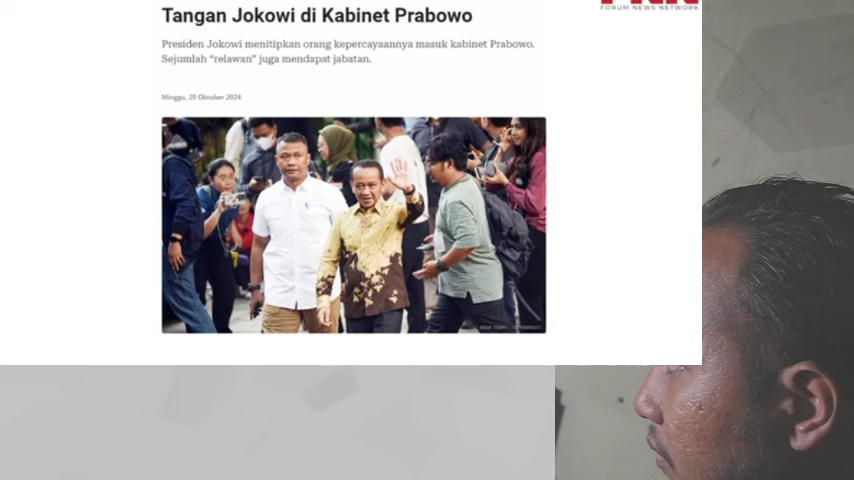 Tangan Jokowi di Kabinet Prabowo
FORUM NEWS NETWORK
Presiden Jokowi menitipkan orang kepercayaannya masuk kabinet Prabowo.
Sejumlah “relawan” juga mendapat jabatan.
Minggu, 20 Oktober 2024